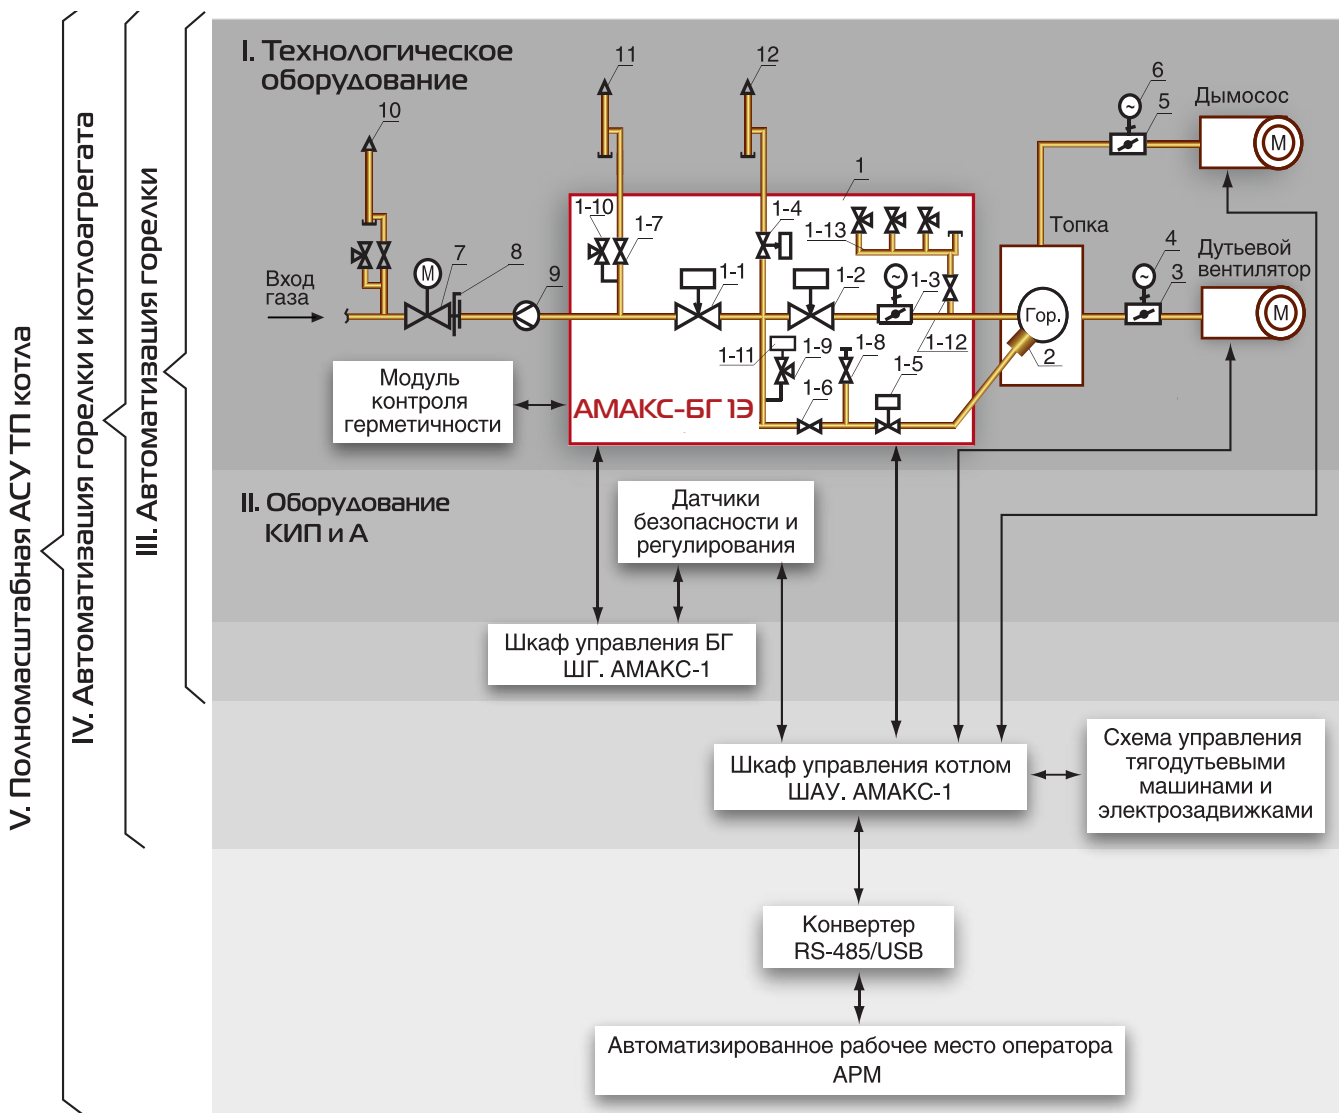 V. Полномасштабная АСУ ТП котла
IV. Автоматизация горелки и котлоагрегата
III. Автоматизация горелки
I. Технологическое
оборудование
11
12
6
5
Дымосос
M
10
1
1-10
1-7
1-4
1-13
Топка
4
3
Дутьевой
вентилятор
M
Вход
газа
M
7
8
9
1-1
1-2
~
1-3
~
~
Гор.
2
1-12
1-11
1-9
1-8
1-5
1-6
Модуль
контроля
герметичности
АМАКС-БГ 1Э
II. Оборудование
КИП и А
Датчики
безопасности и
регулирования
Шкаф управления БГ
ШГ. АМАКС-1
Шкаф управления котлом
ШАУ. АМАКС-1
Схема управления
тягодутьевыми
машинами и
электрозадвижками
Конвертер
RS-485/USB
Автоматизированное рабочее место оператора
АРМ